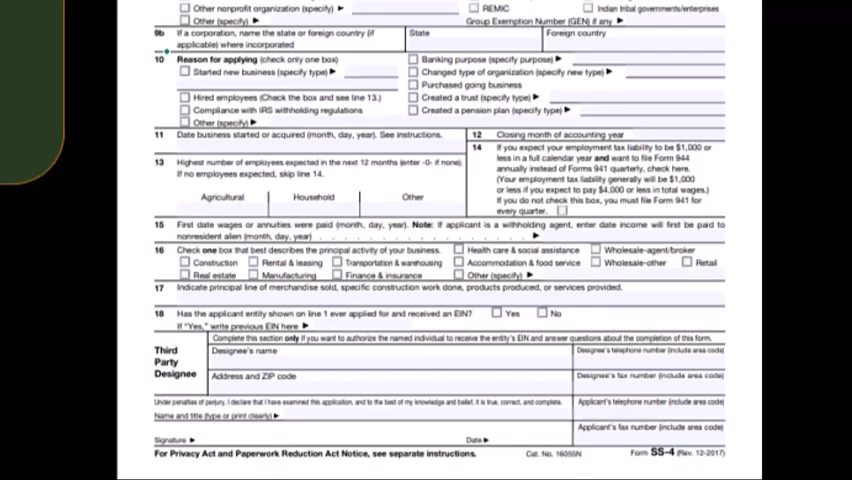 Other nonprofit organization (specify) ▶ REMIC Indian tribal governments/enterprises
Other (specify) ▶ Group Exemption Number (GEN) if any ▶
9b If a corporation, name the state or foreign country (if State Foreign country
applicable) where incorporated
10 Reason for applying (check only one box) Banking purpose (specify purpose) ▶
Started new business (specify type) ▶ Changed type of organization (specify new type) ▶
Purchased going business
Hired employees (Check the box and see line 13.) Created a trust (specify type) ▶
Compliance with IRS withholding regulations Created a pension plan (specify type) ▶
Other (specify) ▶
11 Date business started or acquired (month, day, year). See instructions. 12 Closing month of accounting year
13 Highest number of employees expected in the next 12 months (enter -0- if none).
If no employees expected, skip line 14.
Agricultural Household Other
14 If you expect your employment tax liability to be $1,000 or
less in a full calendar year and want to file Form 944
annually instead of Forms 941 quarterly, check here.
(Your employment tax liability generally will be $1,000
or less if you expect to pay $4,000 or less in total wages.)
If you do not check this box, you must file Form 941 for
every quarter.
15 First date wages or annuities were paid (month, day, year). Note: If applicant is a withholding agent, enter date income will first be paid to
nonresident alien (month, day, year) . . . . . . . . . . . . . . . . ▶
16 Check one box that best describes the principal activity of your business. Health care & social assistance Wholesale-agent/broker
Construction Rental & leasing Transportation & warehousing Accommodation & food service Wholesale-other Retail
Real estate Manufacturing Finance & insurance Other (specify) ▶
17 Indicate principal line of merchandise sold, specific construction work done, products produced, or services provided.
18 Has the applicant entity shown on line 1 ever applied for and received an EIN? Yes No
If "Yes," write previous EIN here ▶
Complete this section only if you want to authorize the named individual to receive the entity's EIN and answer questions about the completion of this form.
Third
Party
Designee
Designee's name Designee's telephone number (include area code)
Address and ZIP code Designee's fax number (include area code)
Under penalties of perjury, I declare that I have examined this application, and to the best of my knowledge and belief, it is true, correct, and complete. Applicant's telephone number (include area code)
Name and title (type or print clearly) ▶
Applicant's fax number (include area code)
Signature ▶ Date ▶
For Privacy Act and Paperwork Reduction Act Notice, see separate instructions. Cat. No. 16055N Form SS-4 (Rev. 12-2017)